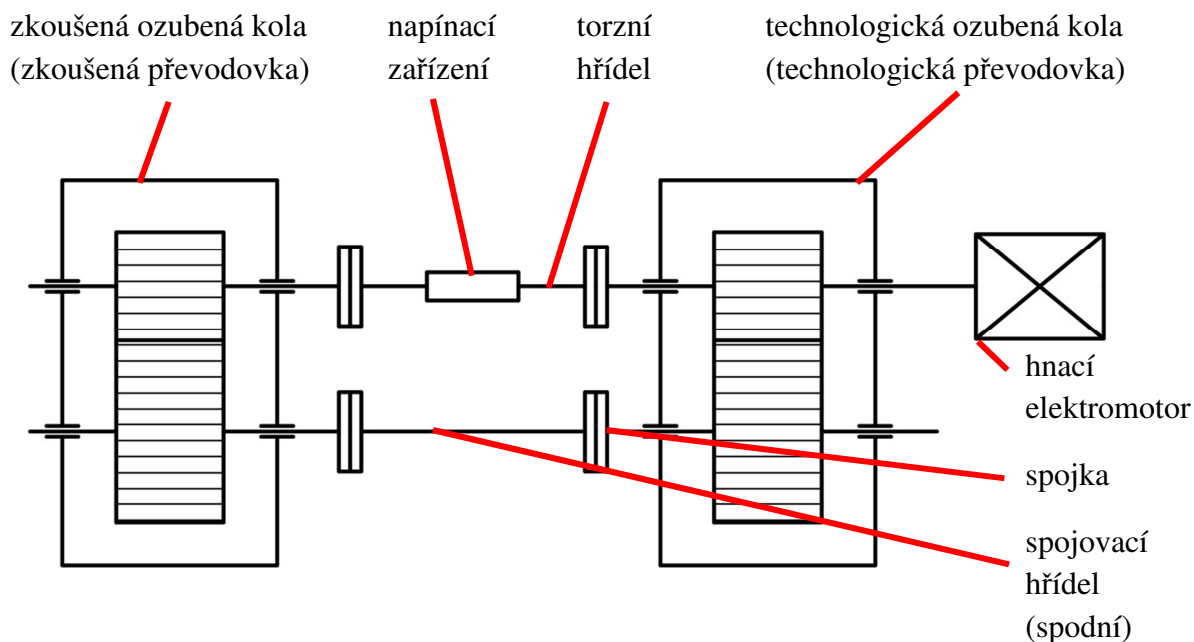 zkoušená ozubená kola
(zkoušená převodovka)
napínací
zařízení
torzní
hřídel
technologická ozubená kola
(technologická převodovka)
hnací
elektromotor
spojka
spojovací
hřídel
(spodní)